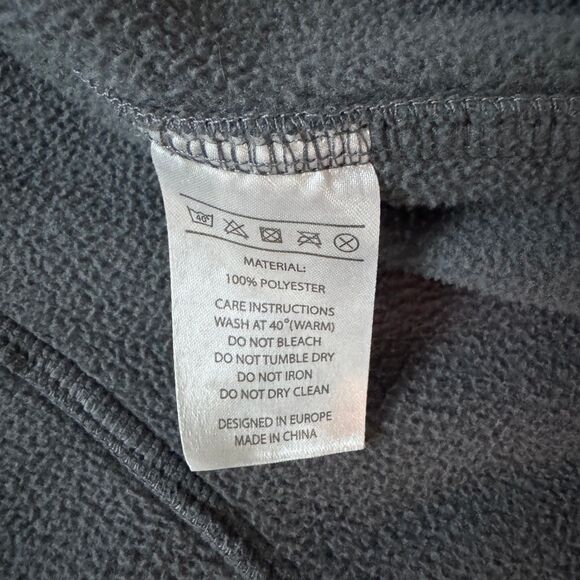 40°
MATERIAL:
100% POLYESTER
CARE INSTRUCTIONS
WASH AT 40°(WARM)
DO NOT BLEACH
DO NOT TUMBLE DRY
DO NOT IRON
DO NOT DRY CLEAN
DESIGNED IN EUROPE
MADE IN CHINA